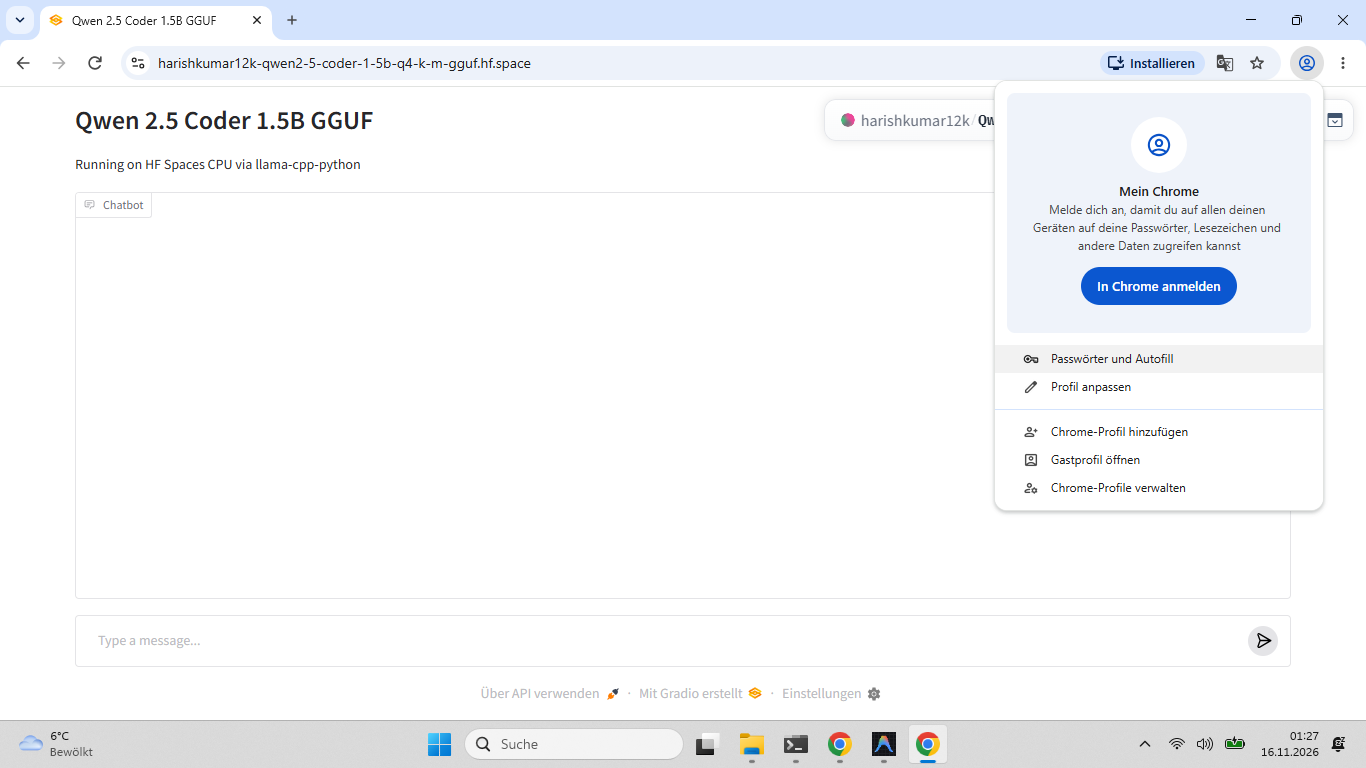 Qwen 2.5 Coder 1.5B GGUF
harishkumar12k-qwen2-5-coder-1-5b-q4-k-m-gguf.hf.space
Installieren
Qwen 2.5 Coder 1.5B GGUF
harishkumar12k/Qw
Running on HF Spaces CPU via llama-cpp-python
Chatbot
Mein Chrome
Melde dich an, damit du auf allen deinen
Geräten auf deine Passwörter, Lesezeichen und
andere Daten zugreifen kannst
In Chrome anmelden
Passwörter und Autofill
Profil anpassen
Chrome-Profil hinzufügen
Gastprofil öffnen
Chrome-Profile verwalten
Type a message...
Über API verwenden · Mit Gradio erstellt · Einstellungen
6°C
Bewölkt
Suche
01:27
16.11.2026